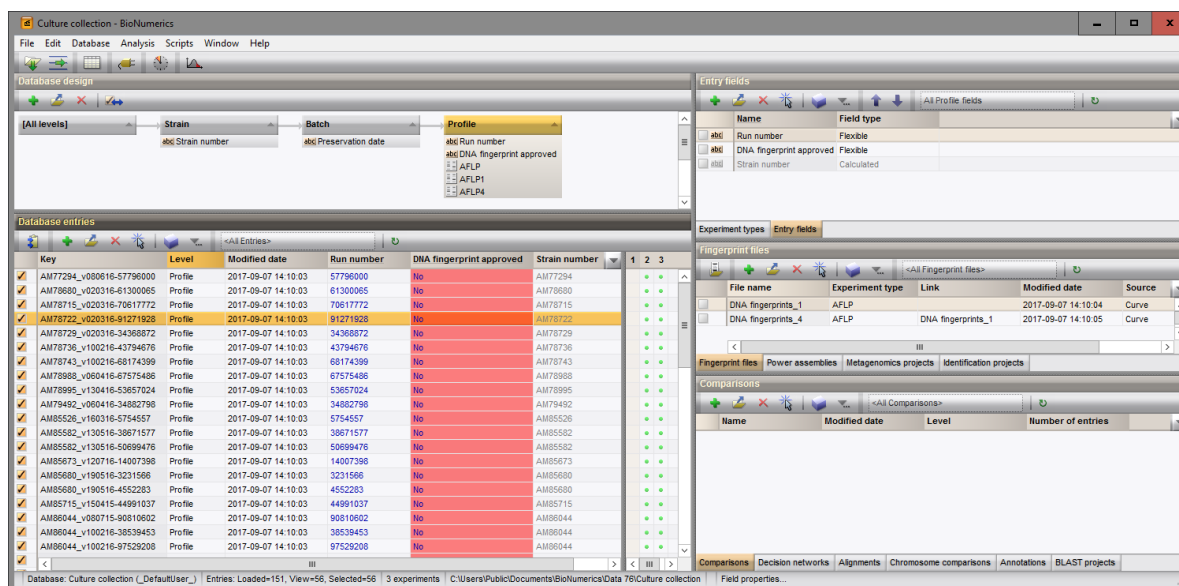 Culture collection - BioNumerics
File Edit Database Analysis Scripts Window Help
Database design
[All levels] Strain Batch Profile
abc Strain number abc Preservation date abc Run number
abc DNA fingerprint approved
AFLP
AFLP1
AFLP4
Database entries
<All Entries>
Key Level Modified date Run number DNA fingerprint approved Strain number 1 2 3
AM77294_v080616-57796000 Profile 2017-09-07 14:10:03 57796000 No AM77294
AM78680_v020316-61300065 Profile 2017-09-07 14:10:03 61300065 No AM78680
AM78715_v020316-70617772 Profile 2017-09-07 14:10:03 70617772 No AM78715
AM78722_v020316-91271928 Profile 2017-09-07 14:10:03 91271928 No AM78722
AM78729_v020316-34368872 Profile 2017-09-07 14:10:03 34368872 No AM78729
AM78736_v100216-43794676 Profile 2017-09-07 14:10:03 43794676 No AM78736
AM78743_v100216-68174399 Profile 2017-09-07 14:10:03 68174399 No AM78743
AM78988_v060416-67575486 Profile 2017-09-07 14:10:03 67575486 No AM78988
AM78995_v130416-53657024 Profile 2017-09-07 14:10:03 53657024 No AM78995
AM79492_v060416-34882798 Profile 2017-09-07 14:10:03 34882798 No AM79492
AM85526_v160316-5754557 Profile 2017-09-07 14:10:03 5754557 No AM85526
AM85582_v130516-38671577 Profile 2017-09-07 14:10:03 38671577 No AM85582
AM85582_v130516-50699476 Profile 2017-09-07 14:10:03 50699476 No AM85582
AM85673_v120716-14007398 Profile 2017-09-07 14:10:03 14007398 No AM85673
AM85680_v190516-3231566 Profile 2017-09-07 14:10:03 3231566 No AM85680
AM85680_v190516-4552283 Profile 2017-09-07 14:10:03 4552283 No AM85680
AM85715_v150415-44991037 Profile 2017-09-07 14:10:03 44991037 No AM85715
AM86044_v080715-90810602 Profile 2017-09-07 14:10:03 90810602 No AM86044
AM86044_v100216-38539453 Profile 2017-09-07 14:10:03 38539453 No AM86044
AM86044_v100216-97529208 Profile 2017-09-07 14:10:03 97529208 No AM86044
Entry fields
All Profile fields
Name Field type
abc Run number Flexible
abc DNA fingerprint approved Flexible
abc Strain number Calculated
Experiment types Entry fields
Fingerprint files
<All Fingerprint files>
File name Experiment type Link Modified date Source
DNA fingerprints_1 AFLP 2017-09-07 14:10:04 Curve
DNA fingerprints_4 AFLP DNA fingerprints_1 2017-09-07 14:10:05 Curve
Fingerprint files Power assemblies Metagenomics projects Identification projects
Comparisons
<All Comparisons>
Name Modified date Level Number of entries
Comparisons Decision networks Alignments Chromosome comparisons Annotations BLAST projects
Database: Culture collection (_DefaultUser_) Entries: Loaded=151, View=56, Selected=56 3 experiments C:\Users\Public\Documents\BioNumerics\Data 76\Culture collection Field properties...